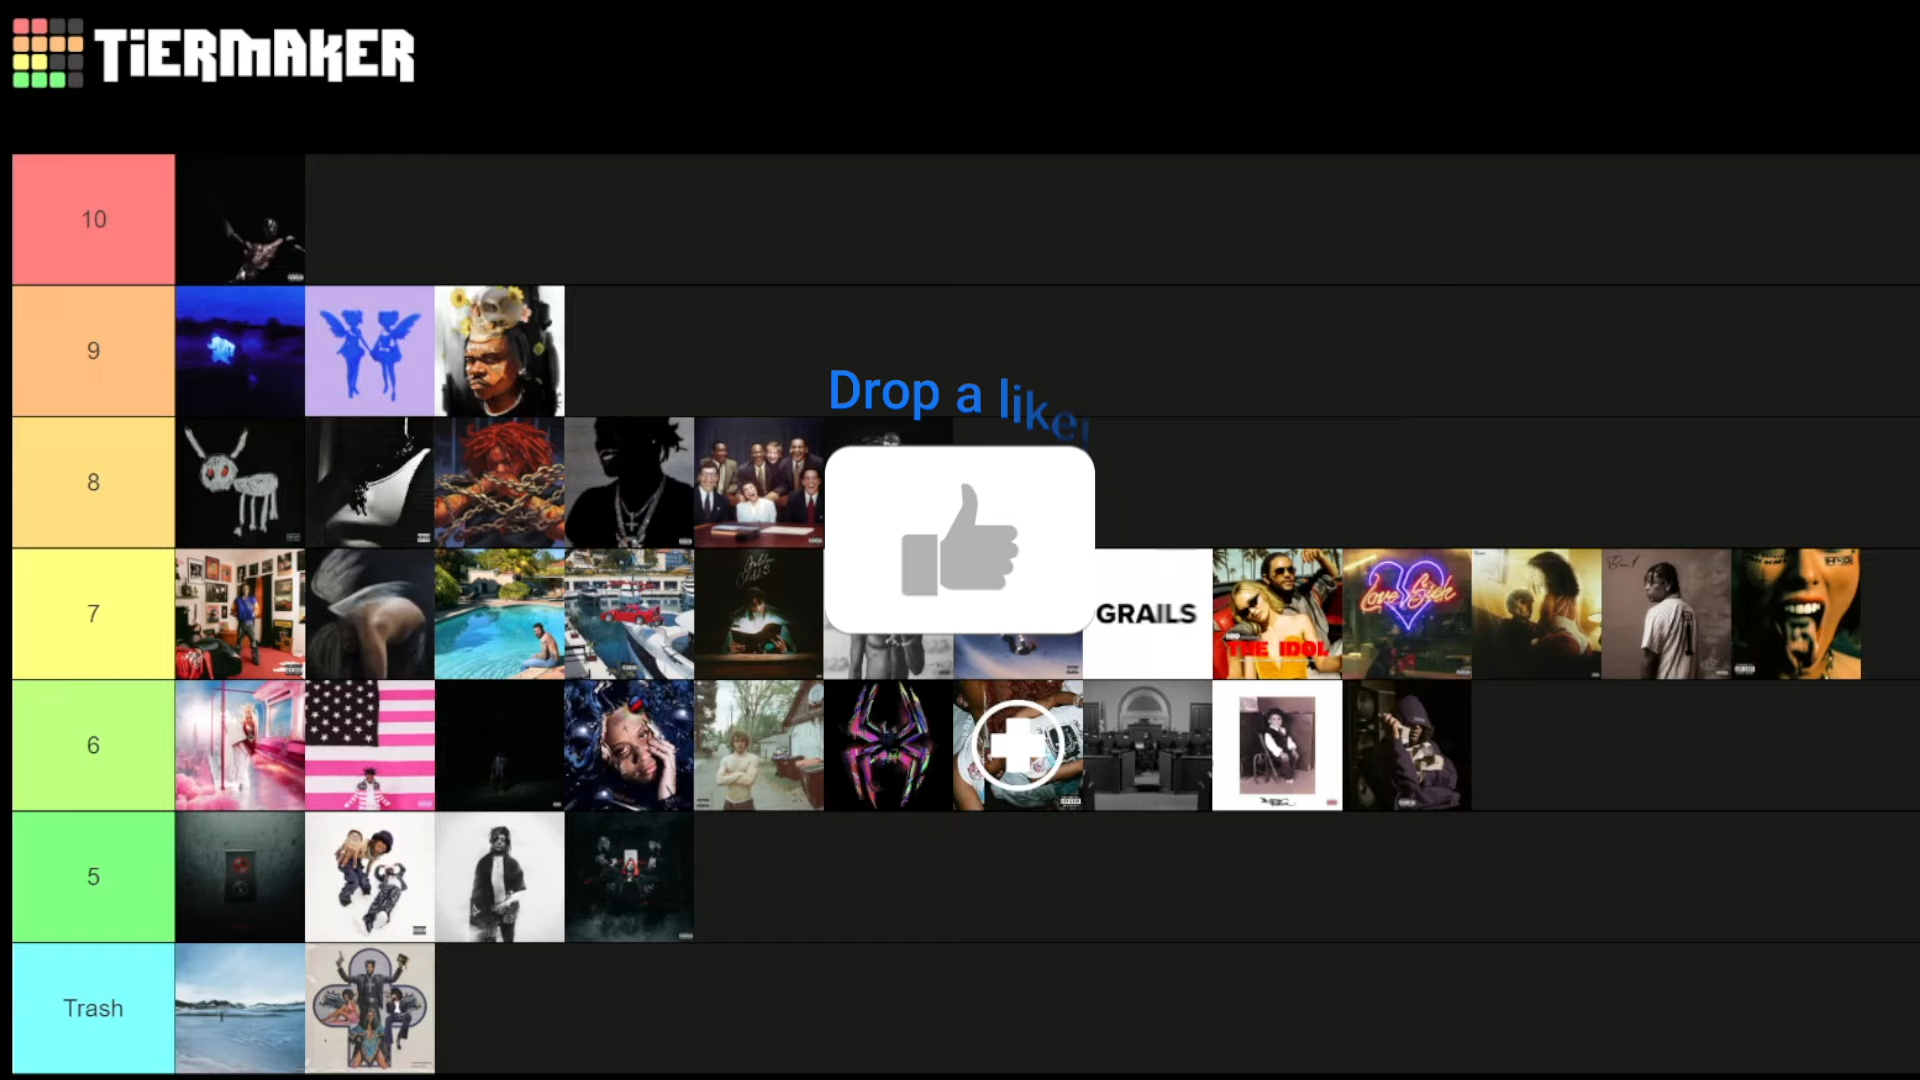 TiERMAKER
10
9
Drop a like!
8
7
GRAILS
THE IDOL
Love Sick
6
5
Trash